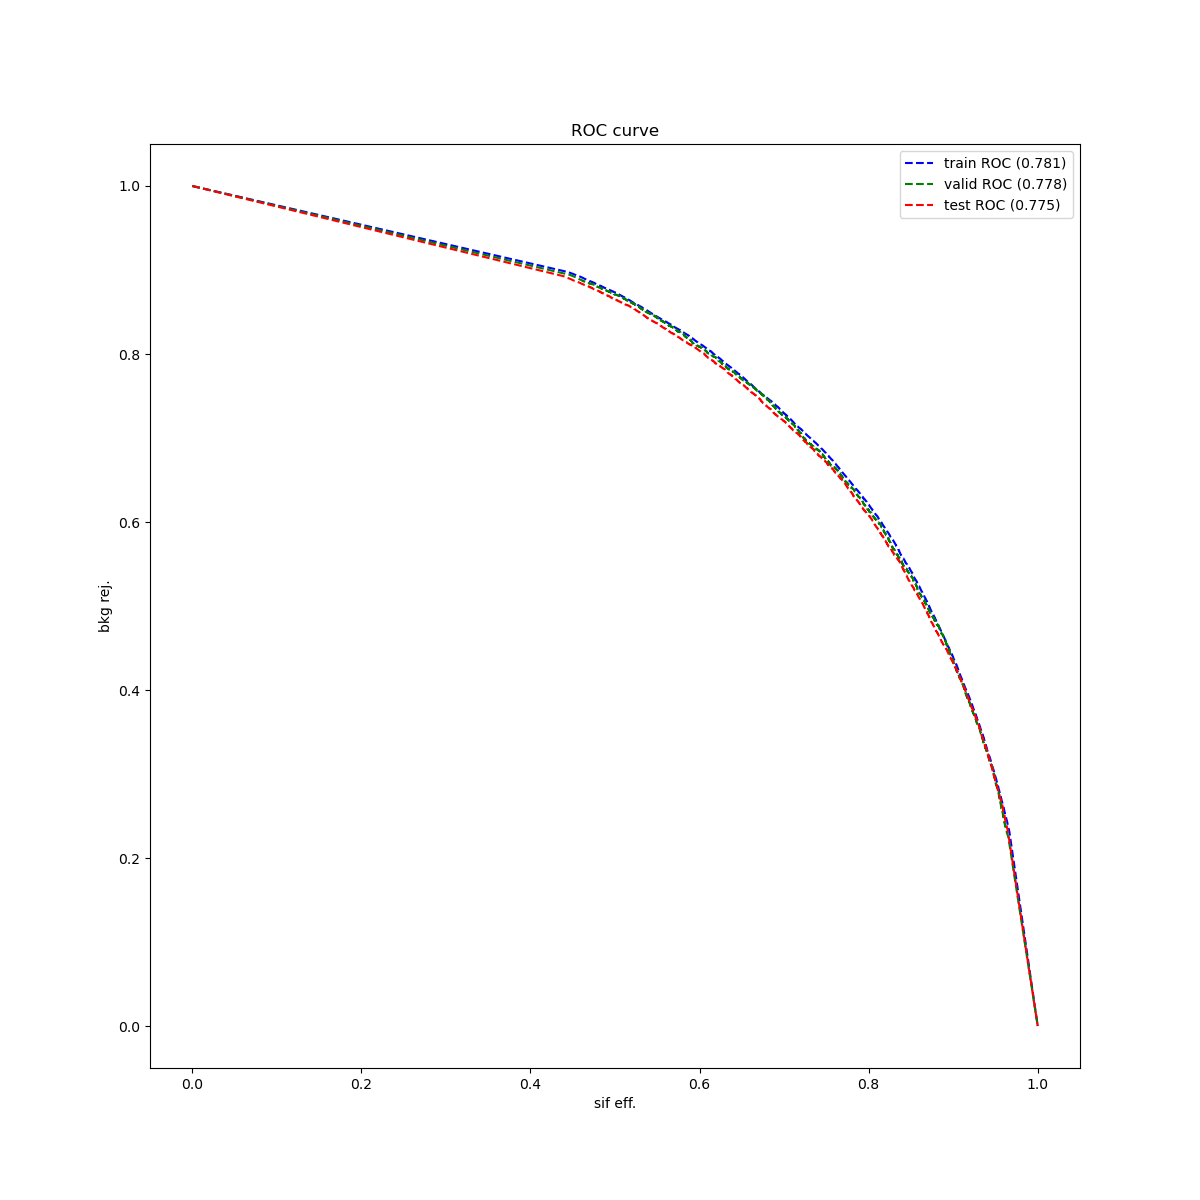 ROC curve
train ROC (0.781)
valid ROC (0.778)
test ROC (0.775)
1.0
0.8
0.6
0.4
0.2
0.0
bkg rej.
0.0 0.2 0.4 0.6 0.8 1.0
sif eff.